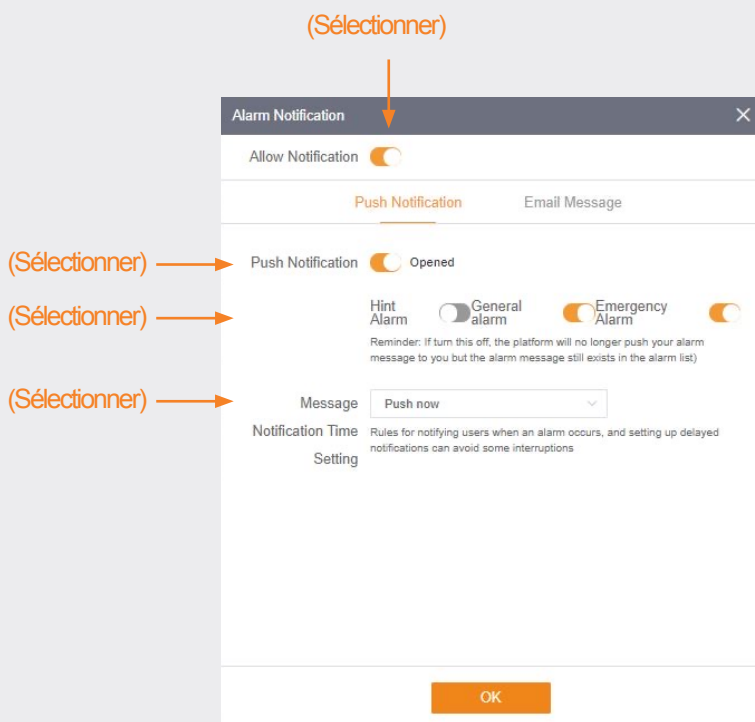 (Sélectionner)
Alarm Notification
Allow Notification
Push Notification
Email Message
(Sélectionner)
Push Notification
Opened
(Sélectionner)
Hint
Alarm
General
alarm
Emergency
Alarm
Reminder: If turn this off, the platform will no longer push your alarm
message to you but the alarm message still exists in the alarm list)
(Sélectionner)
Message
Notification Time
Setting
Push now
Rules for notifying users when an alarm occurs, and setting up delayed
notifications can avoid some interruptions
OK